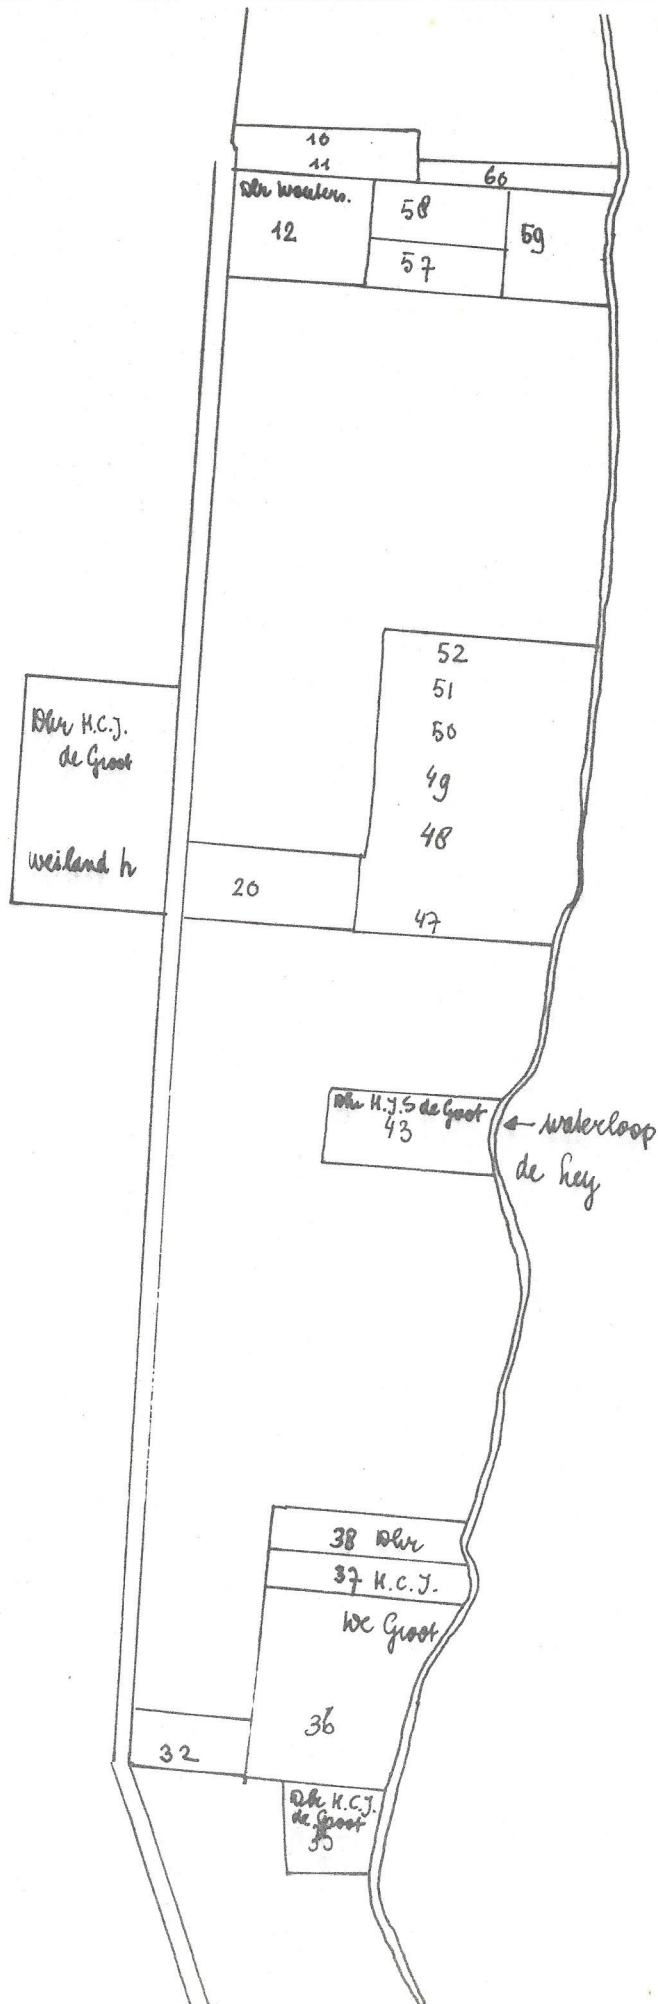 10
11
60
Dhr Wouters.
12
58
59
57
52
51
50
49
48
47
Dhr H.C.J.
de Groot
weiland h
20
Dhr H.J.S de Groot
43
← waterloop
de hey
38 Dhr
37 H.C.J.
De Groot
36
32
Dhr H.C.J.
de Groot
35